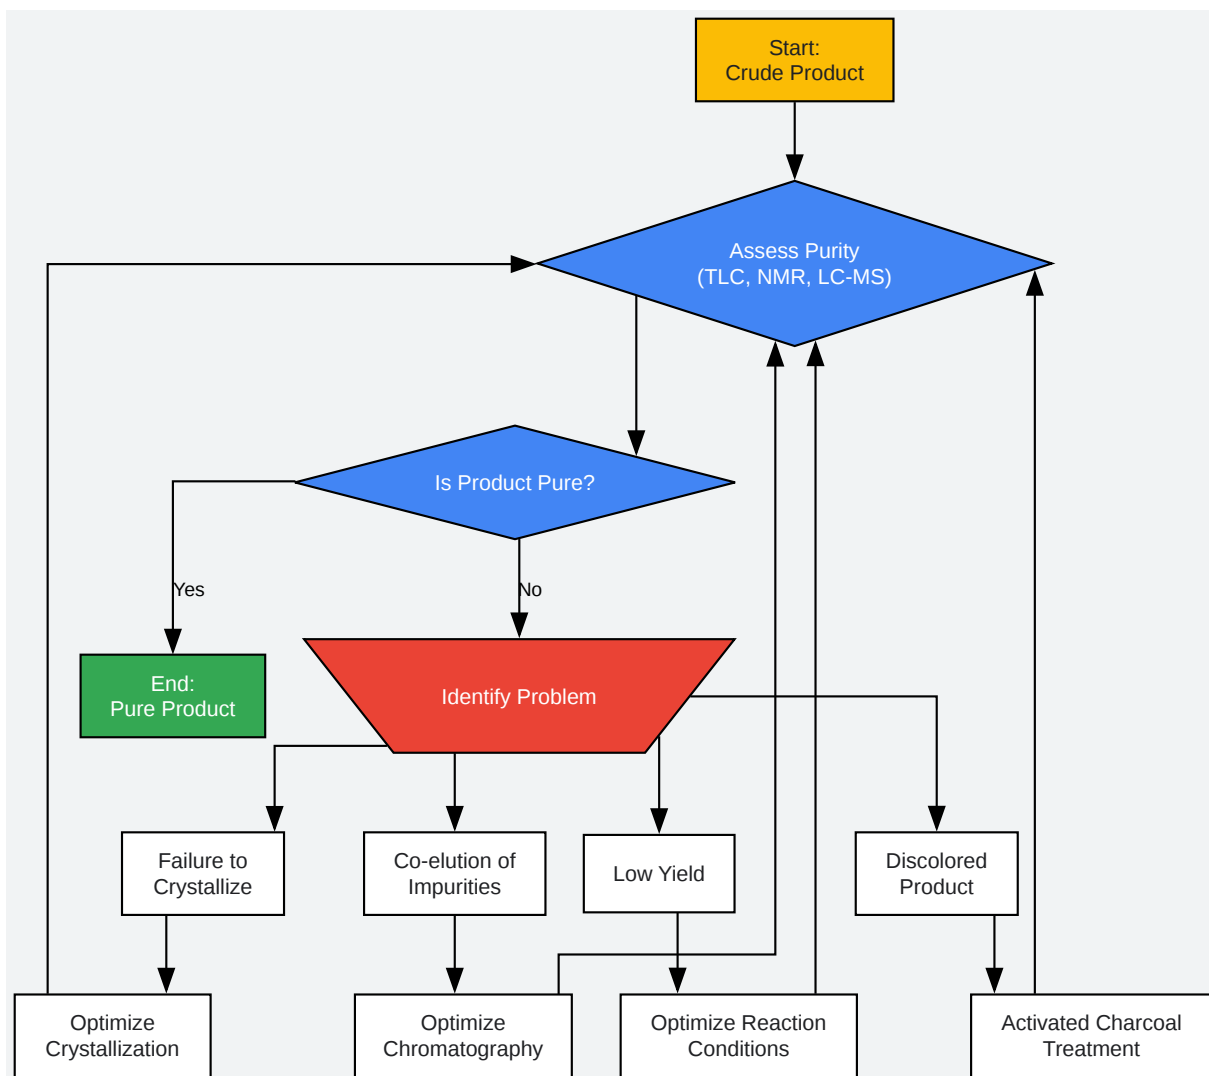 Start:
Crude Product
Assess Purity
(TLC, NMR, LC-MS)
Is Product Pure?
Yes
No
End:
Pure Product
Identify Problem
Failure to
Crystallize
Co-elution of
Impurities
Low Yield
Discolored
Product
Optimize
Crystallization
Optimize
Chromatography
Optimize Reaction
Conditions
Activated Charcoal
Treatment